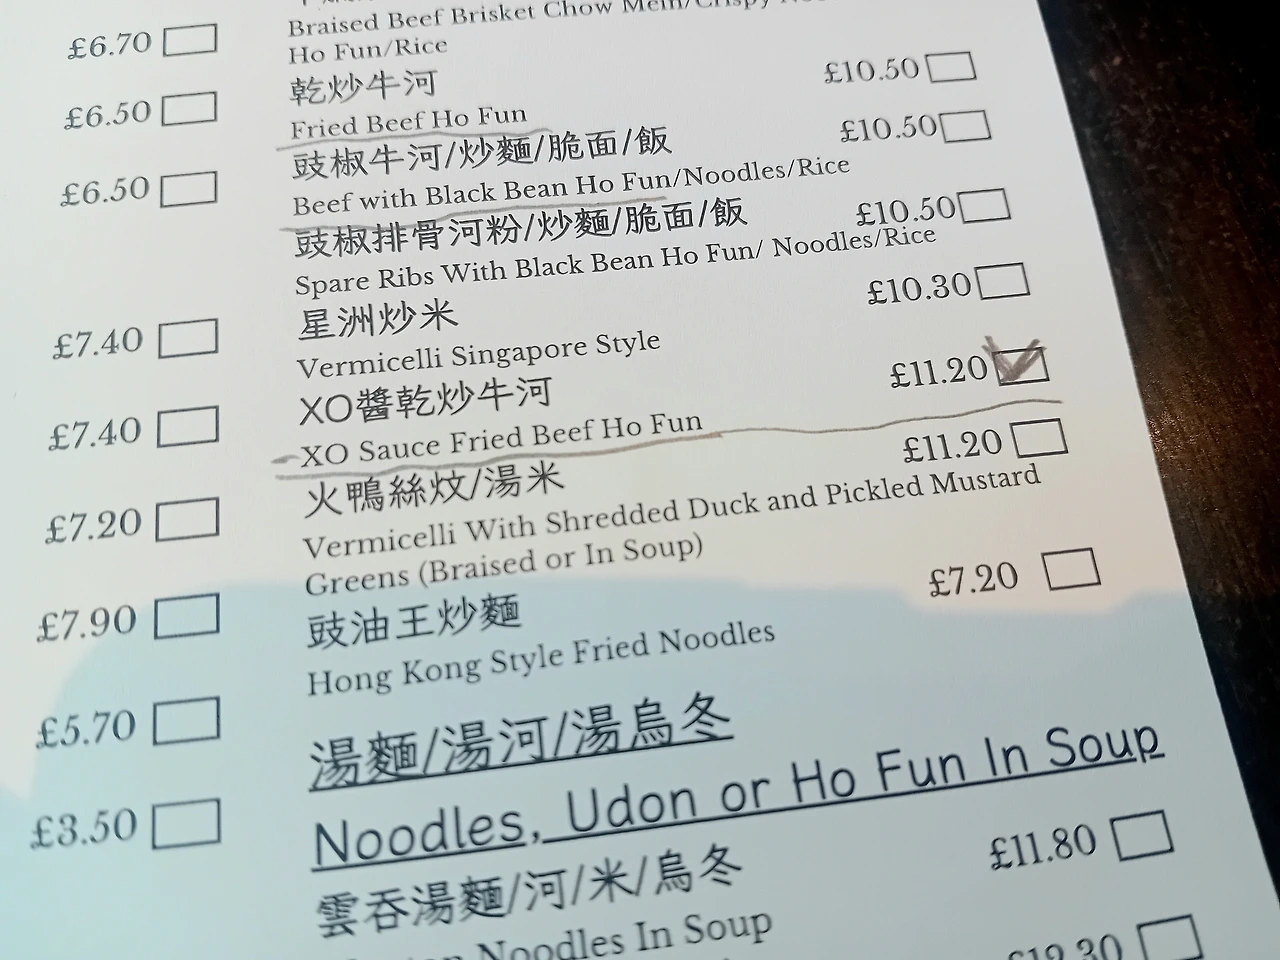 £6.70
£6.50
£6.50
£7.40
£7.40
£7.20
£7.90
£5.70
£3.50
Braised Beef Brisket Chow Mein/Crispy
Ho Fun/Rice
乾炒牛河 £10.50
Fried Beef Ho Fun
豉椒牛河/炒麵/脆面/飯 £10.50
Beef with Black Bean Ho Fun/Noodles/Rice
豉椒排骨河粉/炒麵/脆面/飯 £10.50
Spare Ribs With Black Bean Ho Fun/ Noodles/Rice
星洲炒米 £10.30
Vermicelli Singapore Style
XO醬乾炒牛河 £11.20
XO Sauce Fried Beef Ho Fun
火鴨絲炆/湯米 £11.20
Vermicelli With Shredded Duck and Pickled Mustard
Greens (Braised or In Soup)
豉油王炒麵 £7.20
Hong Kong Style Fried Noodles
湯麵/湯河/湯烏冬
Noodles, Udon or Ho Fun In Soup
雲吞湯麵/河/米/烏冬 £11.80
Noodles In Soup
£12.30